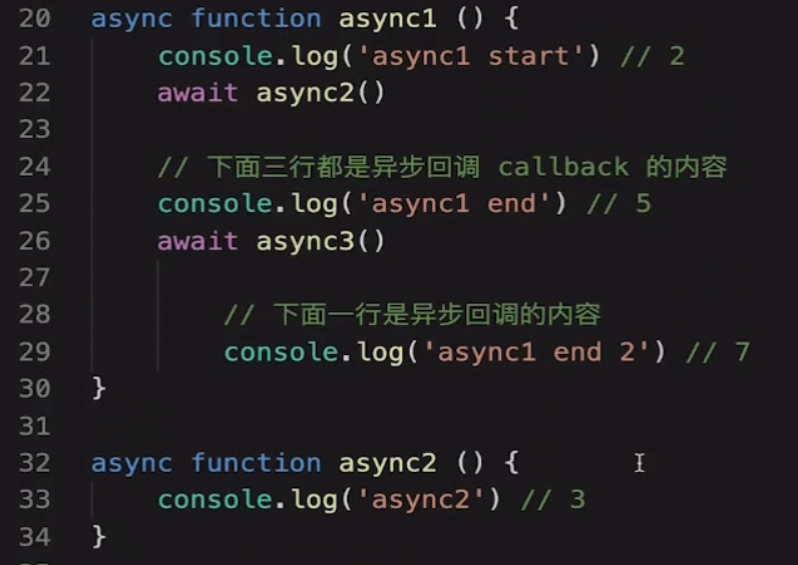 20 async function async1 () {
21 console.log('async1 start') // 2
22 await async2()
23
24 // 下面三行都是异步回调 callback 的内容
25 console.log('async1 end') // 5
26 await async3()
27
28 // 下面一行是异步回调的内容
29 console.log('async1 end 2') // 7
30 }
31
32 async function async2 () {
33 console.log('async2') // 3
34 }